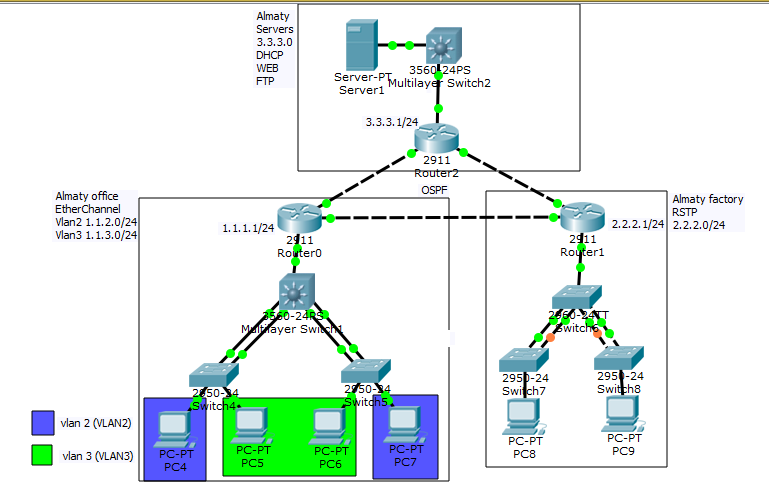 Almaty
Servers
3.3.3.0
DHCP
WEB
FTP
Server-PT
Server1
3560-24PS
Multilayer Switch2
3.3.3.1/24
2911
Router2
OSPF
Almaty office
EtherChannel
Vlan2 1.1.2.0/24
Vlan3 1.1.3.0/24
1.1.1.1/24
2911
Router0
Almaty factory
RSTP
2.2.2.0/24
2.2.2.1/24
2911
Router1
3560-24PS
Multilayer Switch1
2960-24TT
Switch6
2950-24
Switch4
2950-24
Switch5
2950-24
Switch7
2950-24
Switch8
vlan 2 (VLAN2)
vlan 3 (VLAN3)
PC-PT
PC4
PC-PT
PC5
PC-PT
PC6
PC-PT
PC7
PC-PT
PC8
PC-PT
PC9